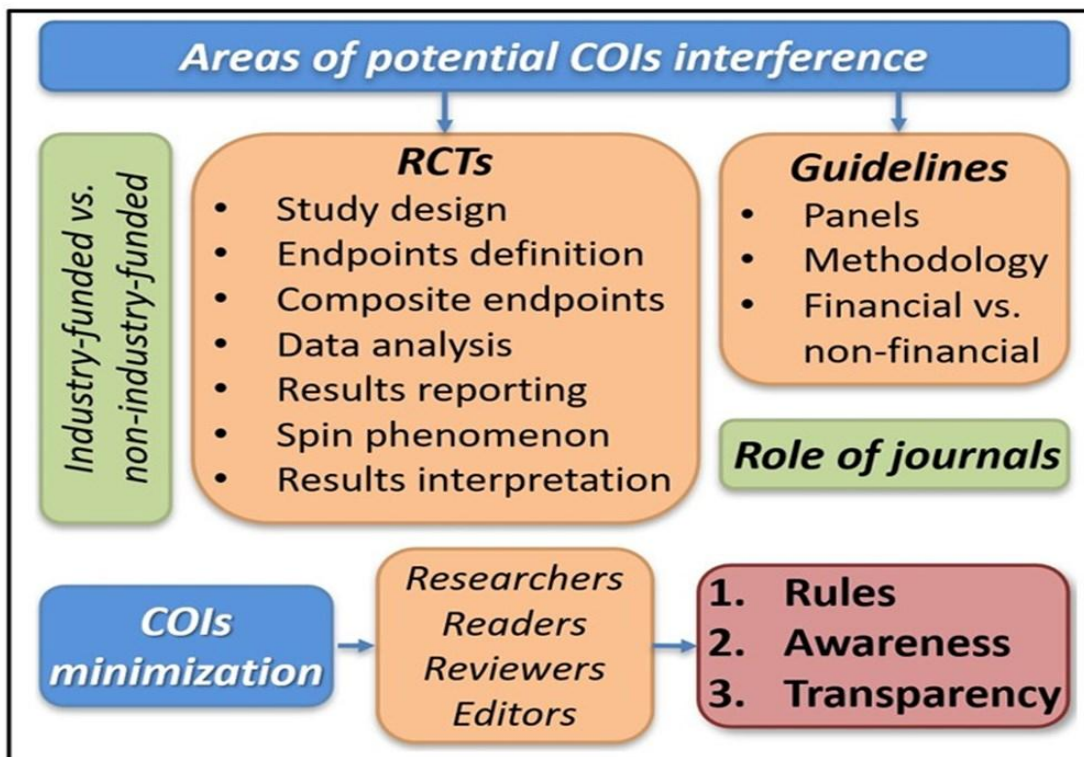 Areas of potential COIs interference
Industry-funded vs.
non-industry-funded
RCTs
• Study design
• Endpoints definition
• Composite endpoints
• Data analysis
• Results reporting
• Spin phenomenon
• Results interpretation
Guidelines
• Panels
• Methodology
• Financial vs.
non-financial
Role of journals
COIs
minimization
Researchers
Readers
Reviewers
Editors
1. Rules
2. Awareness
3. Transparency